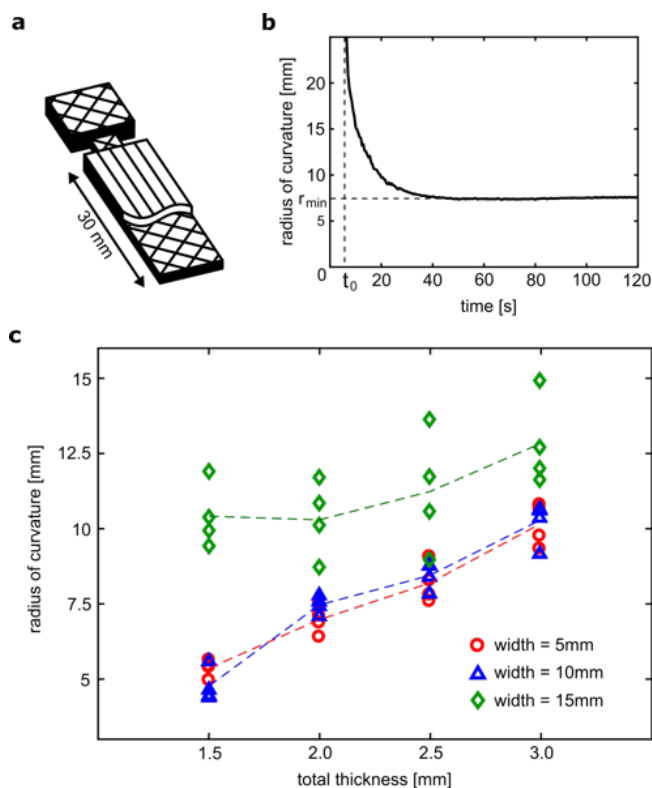 a
30 mm
b
radius of curvature [mm]
20
15
10
r min
5
0
t0
20
40
60
80
100
120
time [s]
c
radius of curvature [mm]
15
12.5
10
7.5
5
1.5
2.0
2.5
3.0
total thickness [mm]
width = 5mm
width = 10mm
width = 15mm